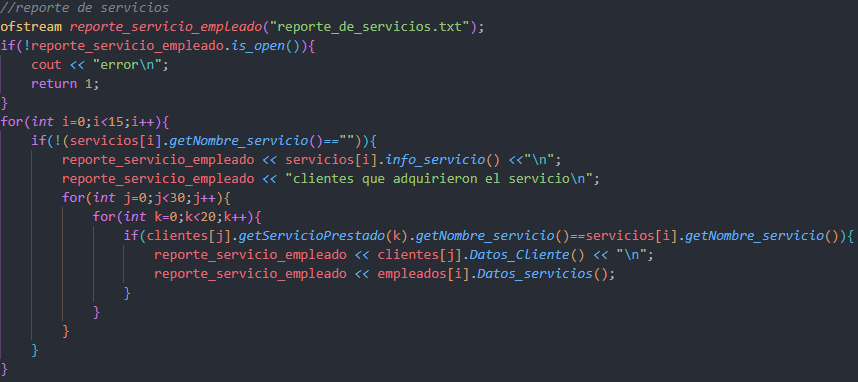 //reporte de servicios
ofstream reporte_servicio_empleado("reporte_de_servicios.txt");
if(!reporte_servicio_empleado.is_open()){
    cout << "error\n";
    return 1;
}
for(int i=0;i<15;i++){
    if(!(servicios[i].getNombre_servicio()=="")){
        reporte_servicio_empleado << servicios[i].info_servicio() <<"\n";
        reporte_servicio_empleado << "clientes que adquirieron el servicio\n";
        for(int j=0;j<30;j++){
            for(int k=0;k<20;k++){
                if(clientes[j].getServicioPrestado(k).getNombre_servicio()==servicios[i].getNombre_servicio()){
                    reporte_servicio_empleado << clientes[j].Datos_Cliente() << "\n";
                    reporte_servicio_empleado << empleados[i].Datos_servicios();
                }
            }
        }
    }
}